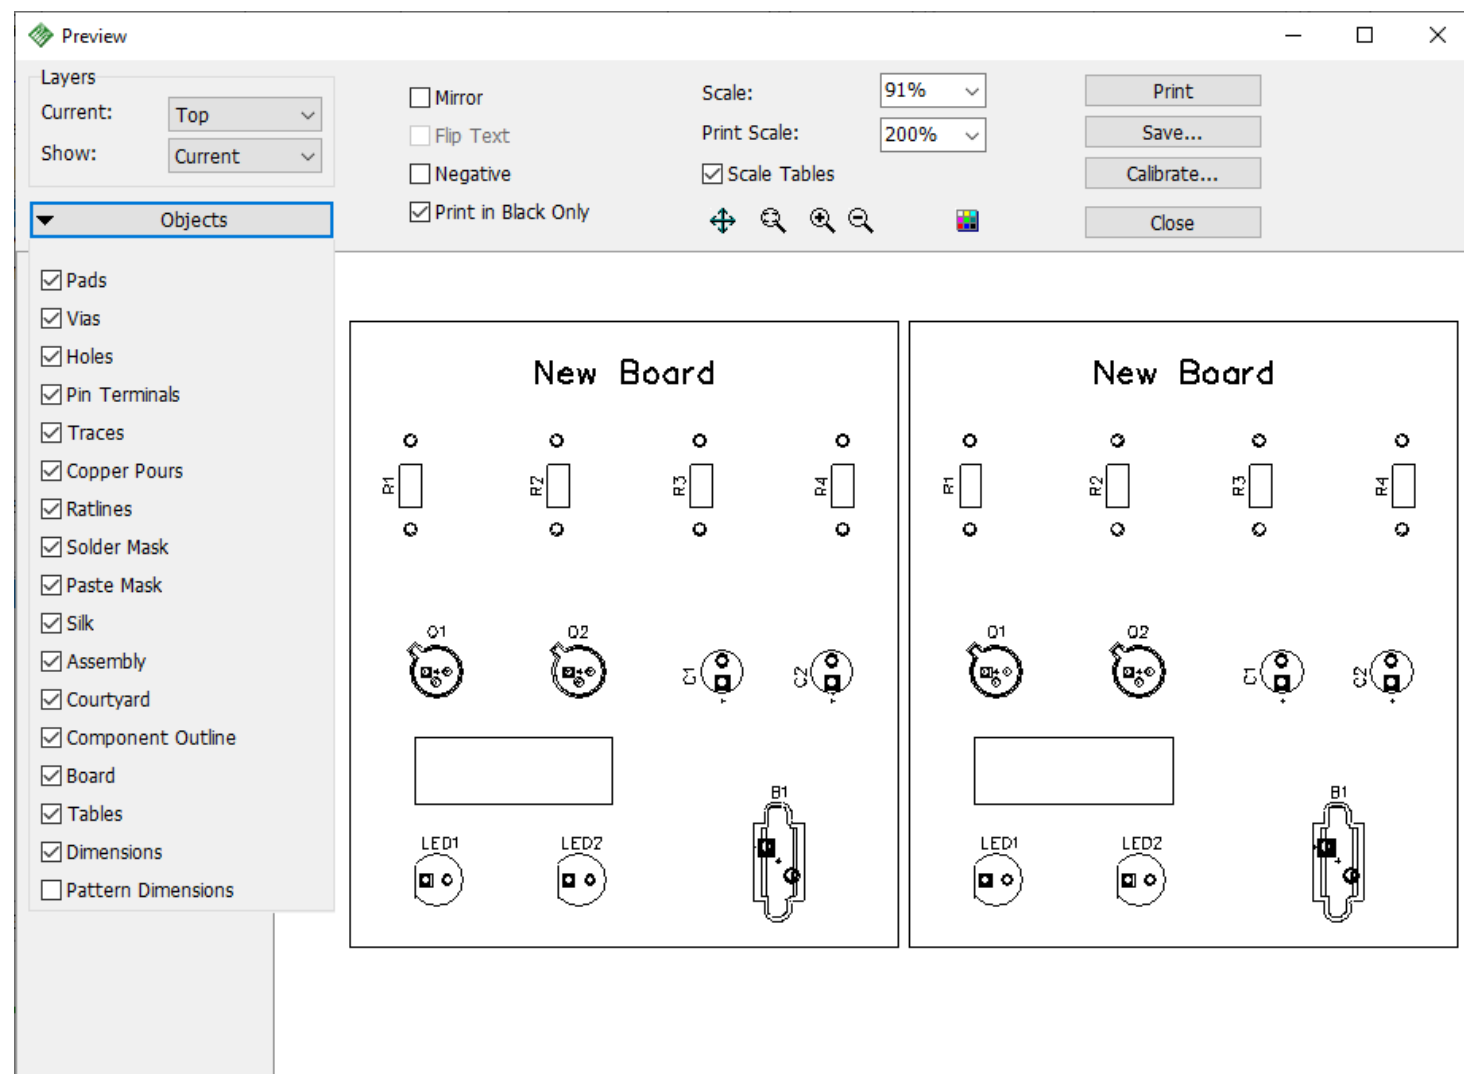 Preview
Layers
Current: Top
Show: Current
Objects
Mirror
Flip Text
Negative
Print in Black Only
Scale: 91%
Print Scale: 200%
Scale Tables
Print
Save...
Calibrate...
Close
Pads
Vias
Holes
Pin Terminals
Traces
Copper Pours
Ratlines
Solder Mask
Paste Mask
Silk
Assembly
Courtyard
Component Outline
Board
Tables
Dimensions
Pattern Dimensions
New Board
R1 R2 R3 R4
Q1 Q2
C1 C2
B1
LED1 LED2
New Board
R1 R2 R3 R4
Q1 Q2
C1 C2
B1
LED1 LED2